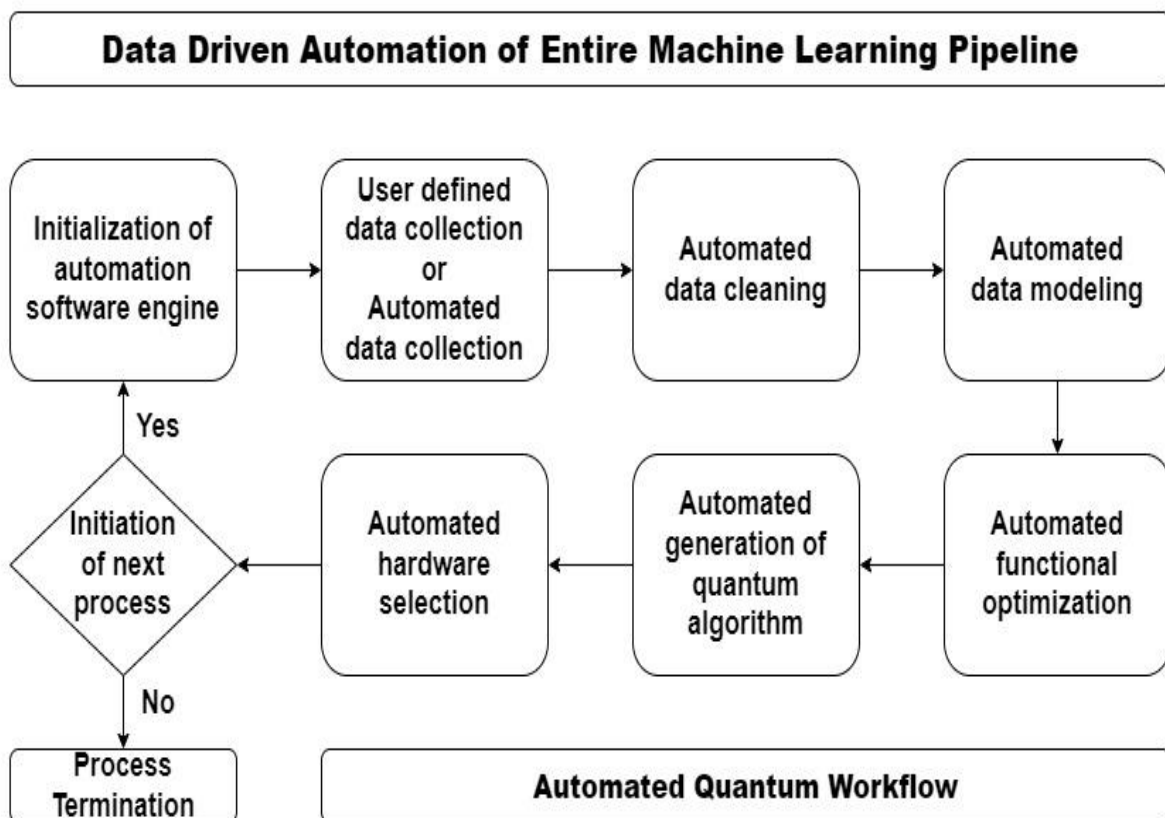 Data Driven Automation of Entire Machine Learning Pipeline
Initialization of
automation
software engine
User defined
data collection
or
Automated
data collection
Automated
data cleaning
Automated
data modeling
Yes
Initiation
of next
process
Automated
hardware
selection
Automated
generation of
quantum
algorithm
Automated
functional
optimization
No
Process
Termination
Automated Quantum Workflow